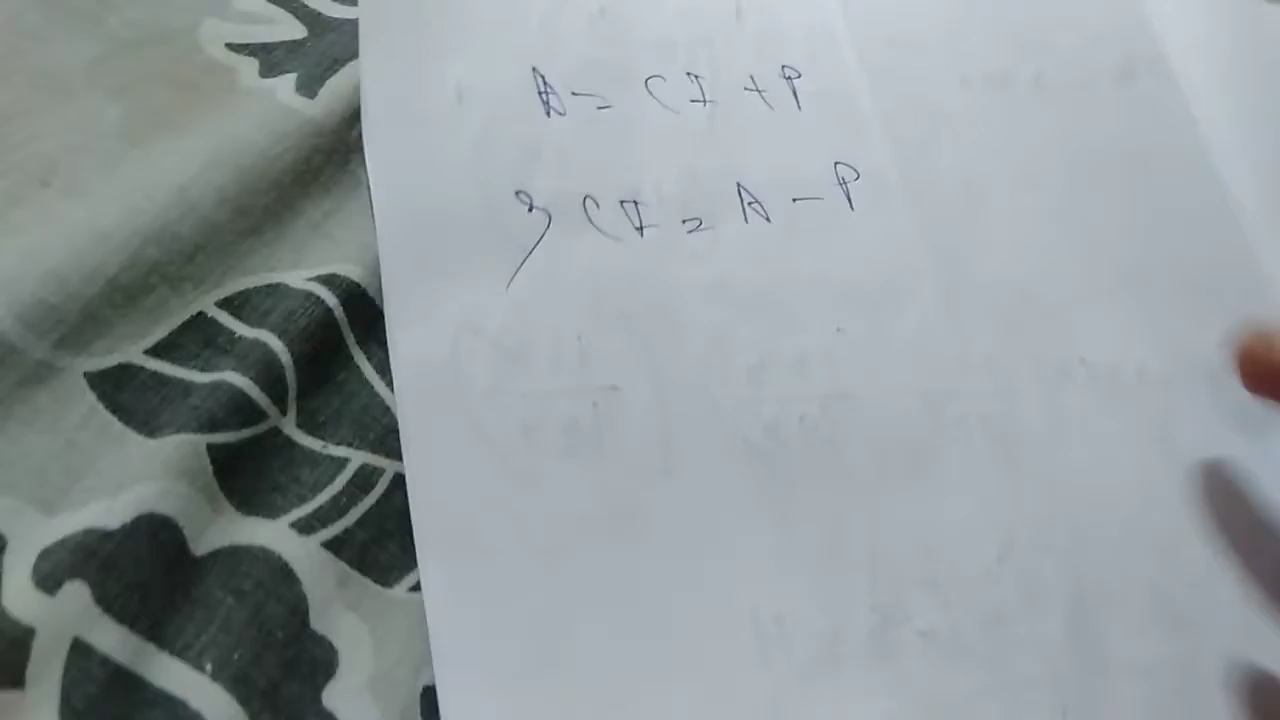 A = CI + P
CI = A - P